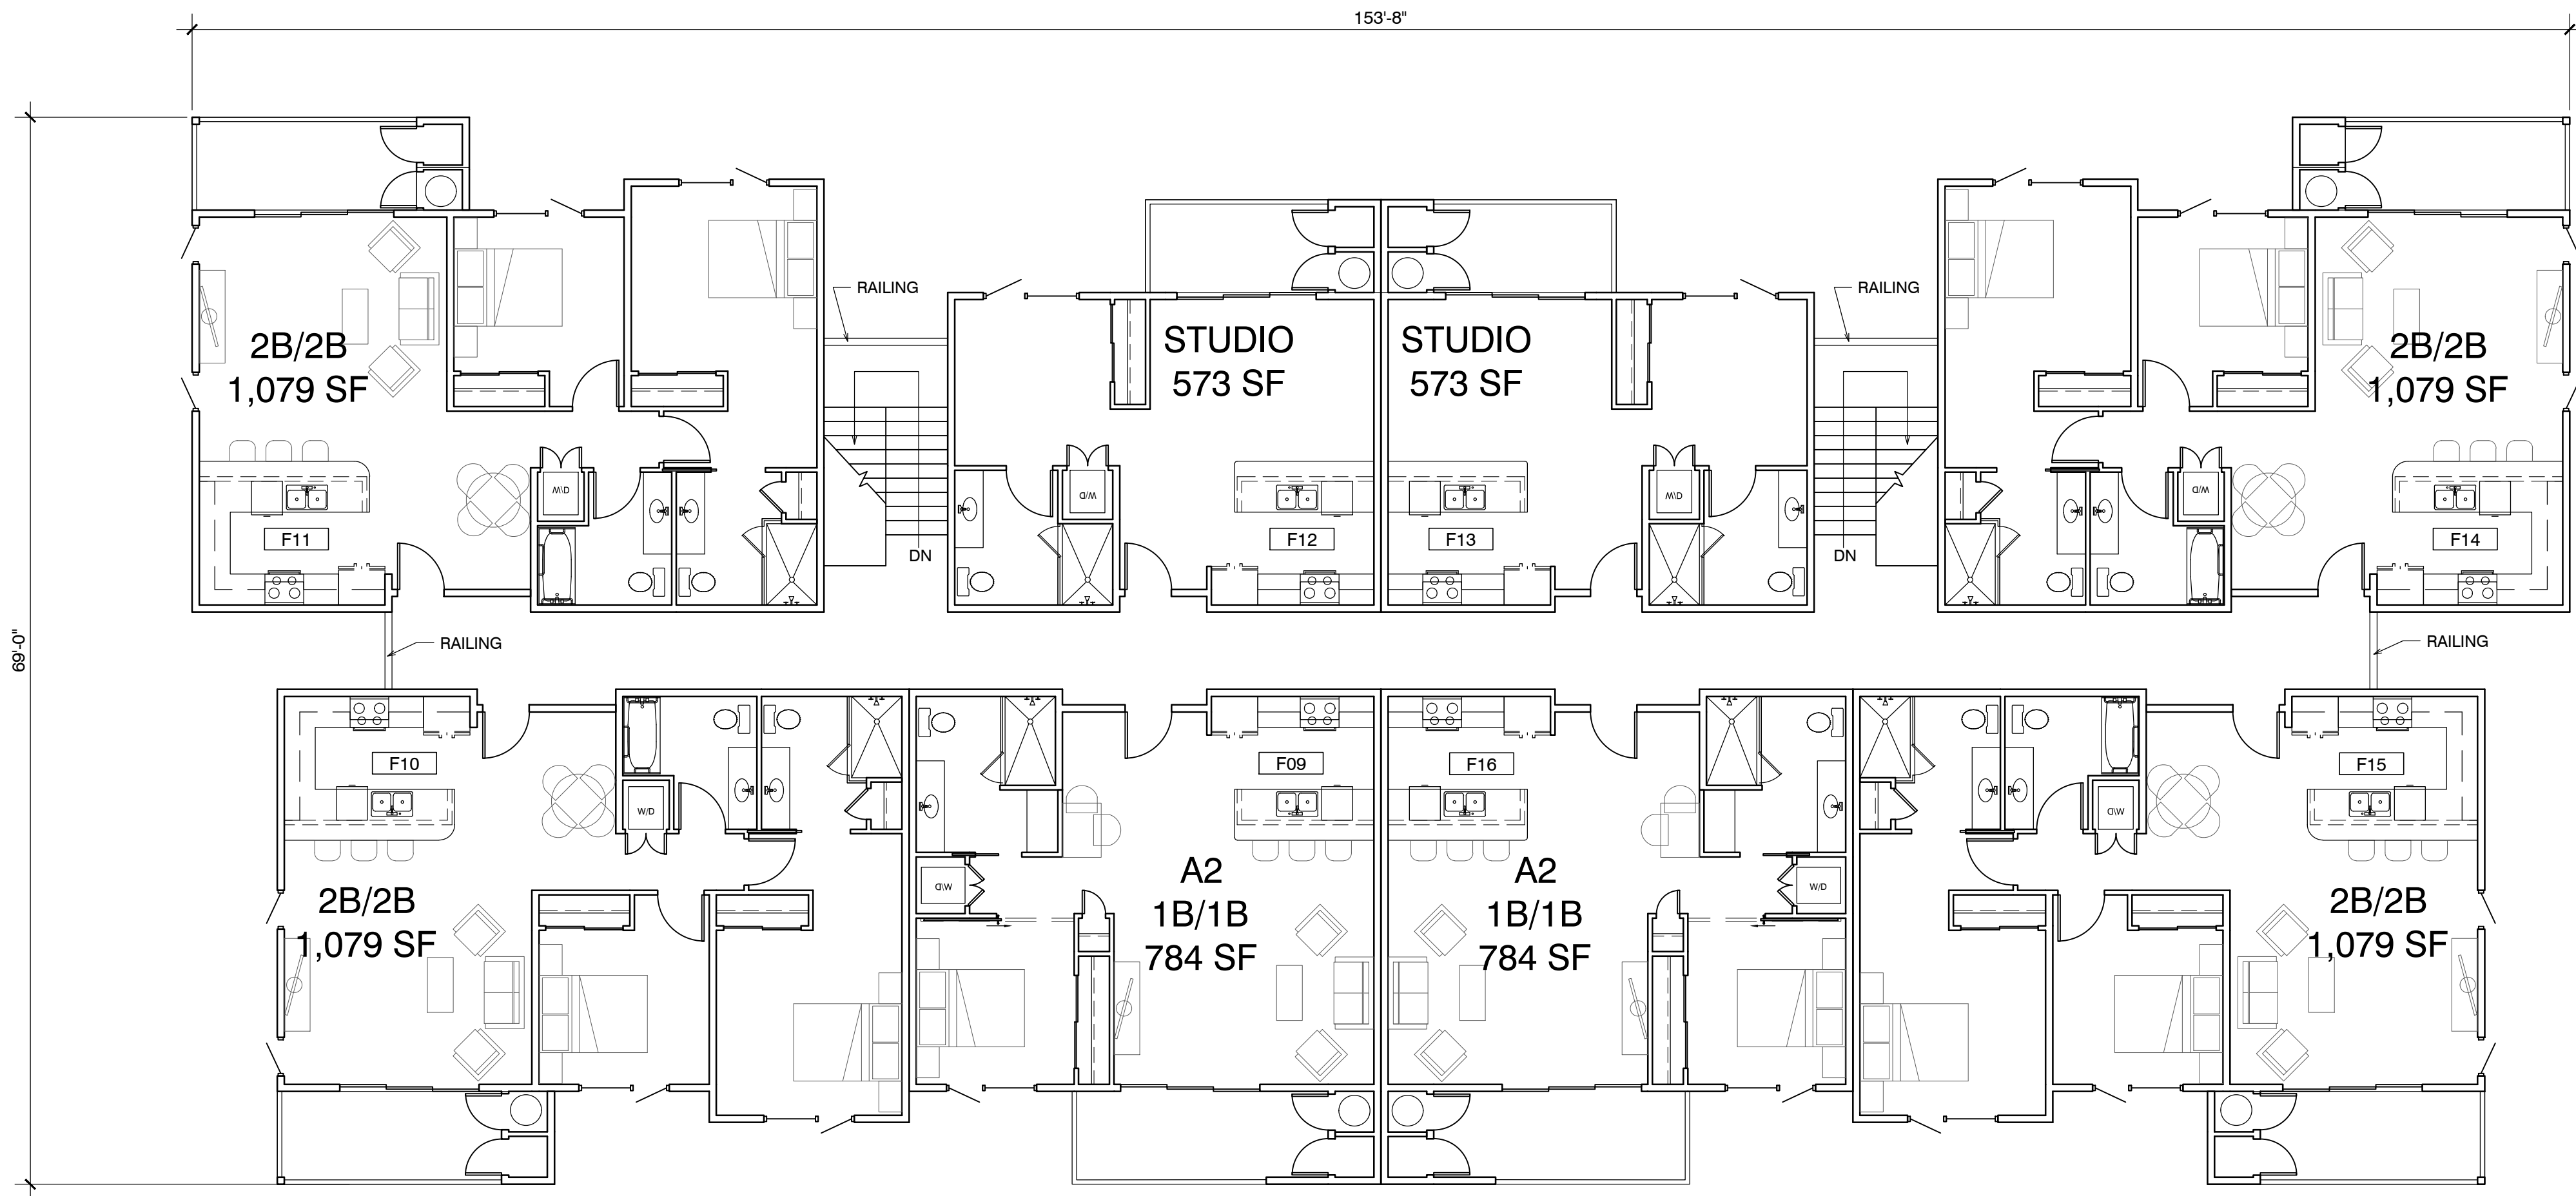 153'-8"
RAILING
RAILING
2B/2B
1,079 SF
STUDIO
573 SF
STUDIO
573 SF
2B/2B
1,079 SF
W/D
W/D
W/D
W/D
F11
F12
F13
F14
DN
DN
69'-0"
RAILING
RAILING
F10
F09
F16
F15
W/D
W/D
W/D
W/D
2B/2B
1,079 SF
A2
1B/1B
784 SF
A2
1B/1B
784 SF
2B/2B
1,079 SF